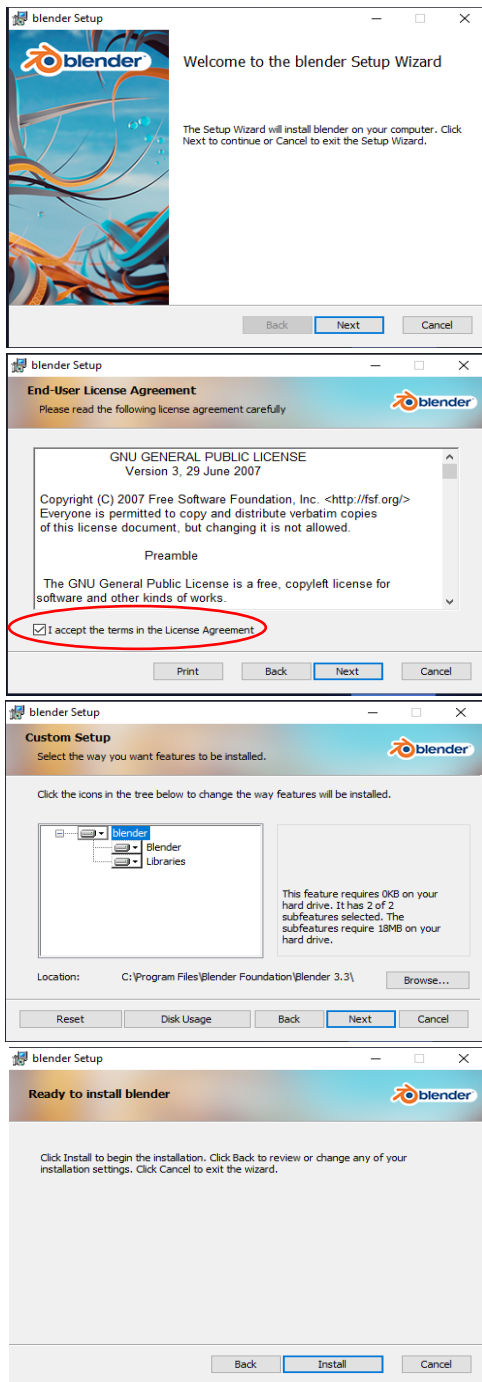 blender Setup
blender
Welcome to the blender Setup Wizard
The Setup Wizard will install blender on your computer. Click
Next to continue or Cancel to exit the Setup Wizard.
Back Next Cancel
blender Setup
End-User License Agreement
Please read the following license agreement carefully
blender
GNU GENERAL PUBLIC LICENSE
Version 3, 29 June 2007
Copyright (C) 2007 Free Software Foundation, Inc. <http://fsf.org/>
Everyone is permitted to copy and distribute verbatim copies
of this license document, but changing it is not allowed.
Preamble
The GNU General Public License is a free, copyleft license for
software and other kinds of works.
I accept the terms in the License Agreement
Print Back Next Cancel
blender Setup
Custom Setup
Select the way you want features to be installed.
blender
Click the icons in the tree below to change the way features will be installed.
blender
Blender
Libraries
This feature requires 0KB on your
hard drive. It has 2 of 2
subfeatures selected. The
subfeatures require 18MB on your
hard drive.
Location: C:\Program Files\Blender Foundation\Blender 3.3\ Browse...
Reset Disk Usage Back Next Cancel
blender Setup
Ready to install blender
blender
Click Install to begin the installation. Click Back to review or change any of your
installation settings. Click Cancel to exit the wizard.
Back Install Cancel